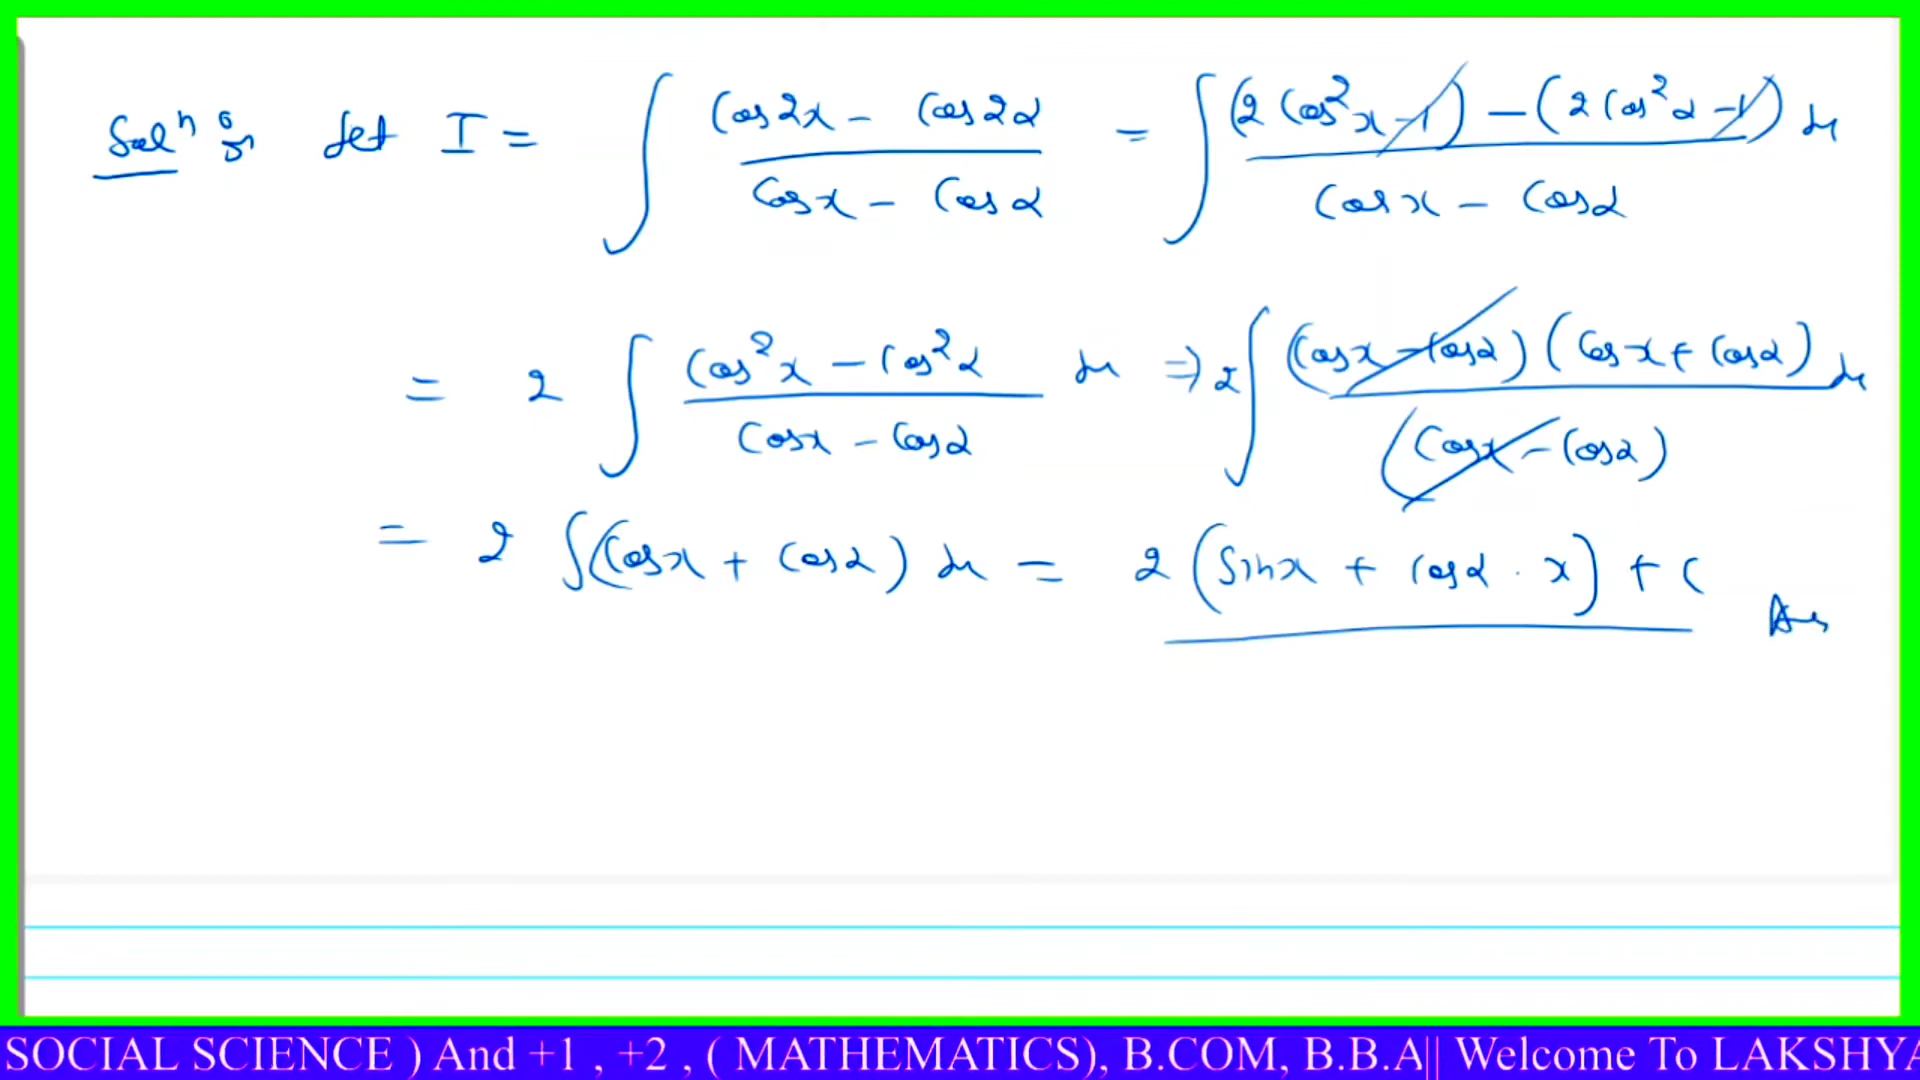 Solⁿ :- Let I = ∫ (Cos2x - Cos2α)/(Cosx - Cosα) = ∫ ((2Cos²x-1) - (2Cos²α-1))/(Cosx - Cosα) dx
= 2 ∫ (Cos²x - Cos²α)/(Cosx - Cosα) dx ⇒ 2∫ ((Cosx - Cosα)(Cosx + Cosα))/(Cosx - Cosα) dx
= 2 ∫(Cosx + Cosα) dx = 2(Sinx + Cosα . x) + C Ans
SOCIAL SCIENCE ) And +1 , +2 , ( MATHEMATICS), B.COM, B.B.A|| Welcome To LAKSHYA